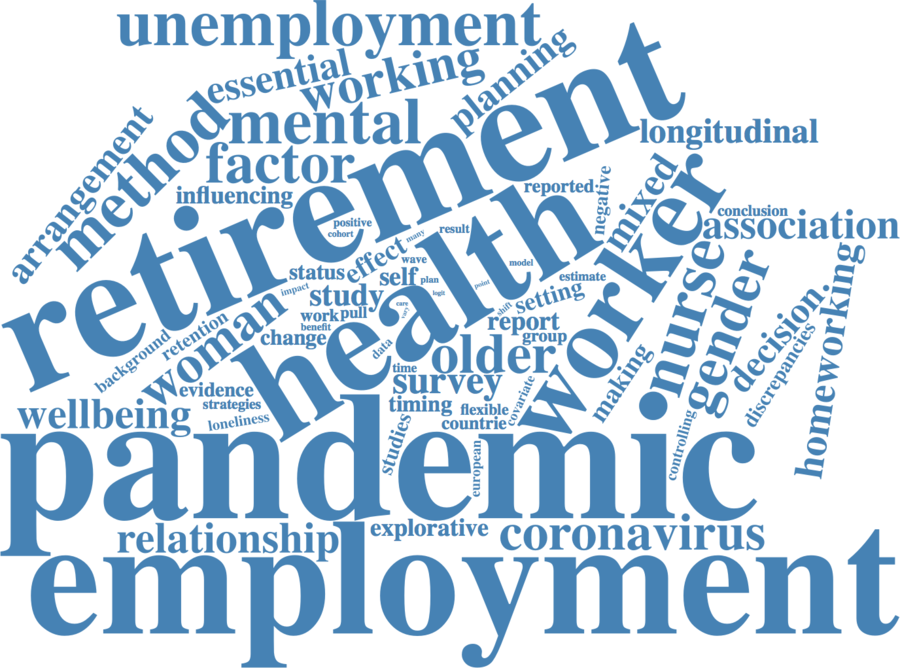 unemployment
essential
working
planning
arrangement
method
mental
factor
influencing
longitudinal
retirement
reported
negative
mixed
worker
conclusion
association
positive
cohort
many
result
effect
wave
status
self
plan
model
impact
study
logit
point
estimate
setting
care
work
pull
shift
benefit
report
change
group
woman
health
retention
background
data
older
time
nurse
gender
decision
discrepancies
homeworking
making
evidence
survey
strategies
timing
flexible
covariate
wellbeing
loneliness
countrie
studies
european
controlling
pandemic
relationship
explorative
coronavirus
employment